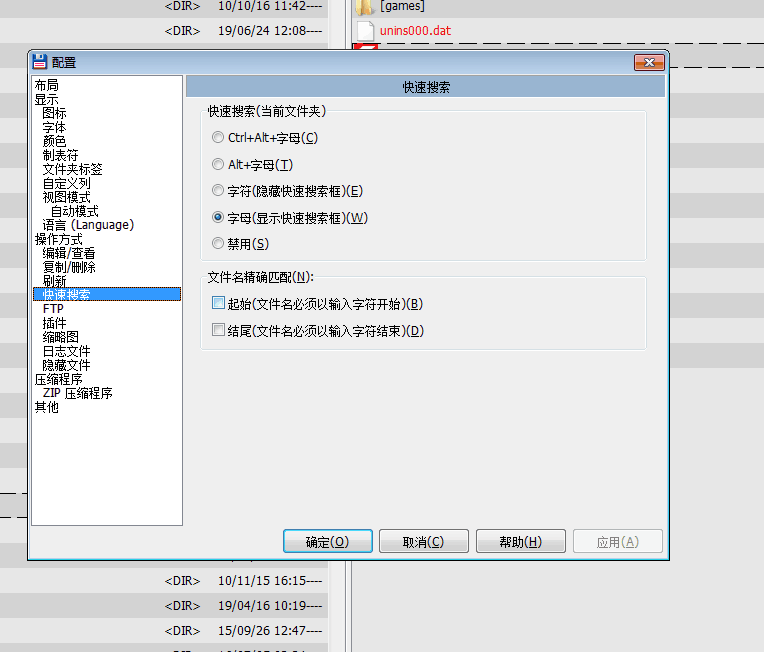 <DIR> 10/10/16 11:42---- [games]
<DIR> 19/06/24 12:08---- unins000.dat
配置
快速搜索
布局
显示
图标
字体
颜色
制表符
文件夹标签
自定义列
视图模式
自动模式
语言 (Language)
操作方式
编辑/查看
复制/删除
刷新
快速搜索
FTP
插件
缩略图
日志文件
隐藏文件
压缩程序
ZIP 压缩程序
其他
快速搜索(当前文件夹)
Ctrl+Alt+字母(C)
Alt+字母(T)
字符(隐藏快速搜索框)(E)
字母(显示快速搜索框)(W)
禁用(S)
文件名精确匹配(N):
起始(文件名必须以输入字符开始)(B)
结尾(文件名必须以输入字符结束)(D)
确定(O) 取消(C) 帮助(H) 应用(A)
<DIR> 10/11/15 16:15----
<DIR> 19/04/16 10:19----
<DIR> 15/09/26 12:47----